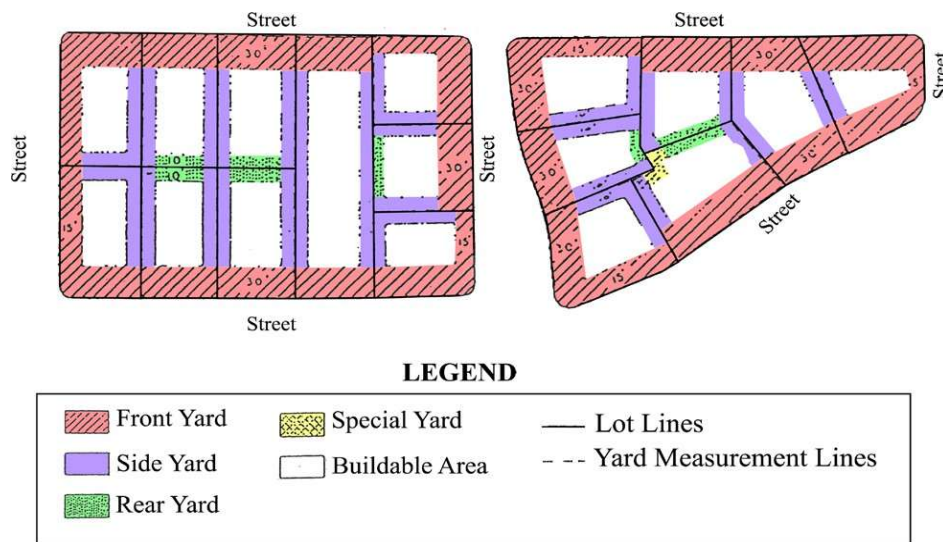 Street
Street
Street
Street
Street
Street
Street
30'
10'
10
30'
15'
15'
30'
15'
30'
30'
30'
30'
30'
15'
LEGEND
Front Yard
Special Yard
Lot Lines
Side Yard
Buildable Area
Yard Measurement Lines
Rear Yard